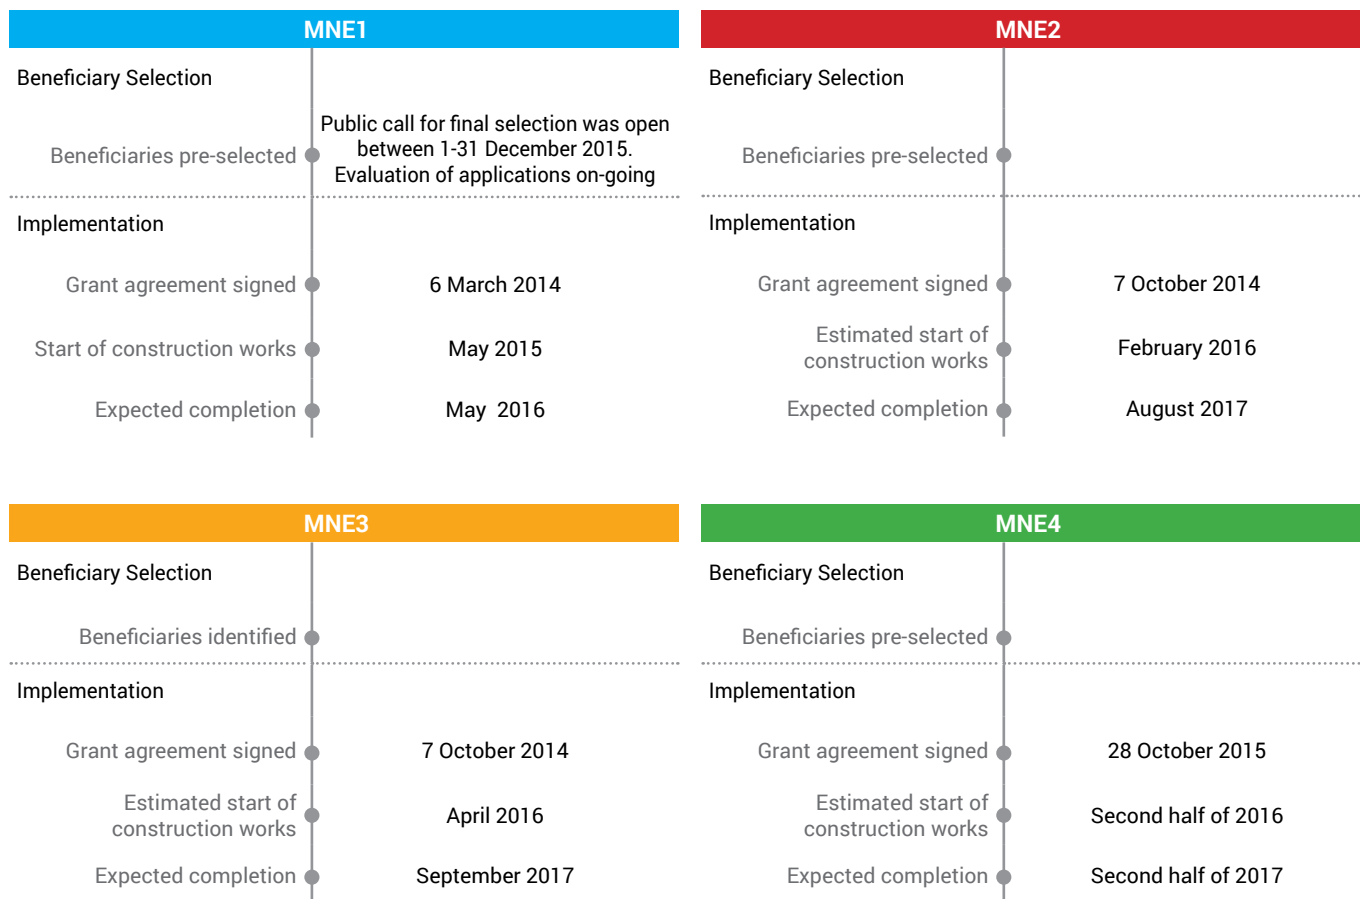 MNE1
Beneficiary Selection
Beneficiaries pre-selected
Public call for final selection was open
between 1-31 December 2015.
Evaluation of applications on-going
Implementation
Grant agreement signed
6 March 2014
Start of construction works
May 2015
Expected completion
May 2016
MNE2
Beneficiary Selection
Beneficiaries pre-selected
Implementation
Grant agreement signed
7 October 2014
Estimated start of
construction works
February 2016
Expected completion
August 2017
MNE3
Beneficiary Selection
Beneficiaries identified
Implementation
Grant agreement signed
7 October 2014
Estimated start of
construction works
April 2016
Expected completion
September 2017
MNE4
Beneficiary Selection
Beneficiaries pre-selected
Implementation
Grant agreement signed
28 October 2015
Estimated start of
construction works
Second half of 2016
Expected completion
Second half of 2017